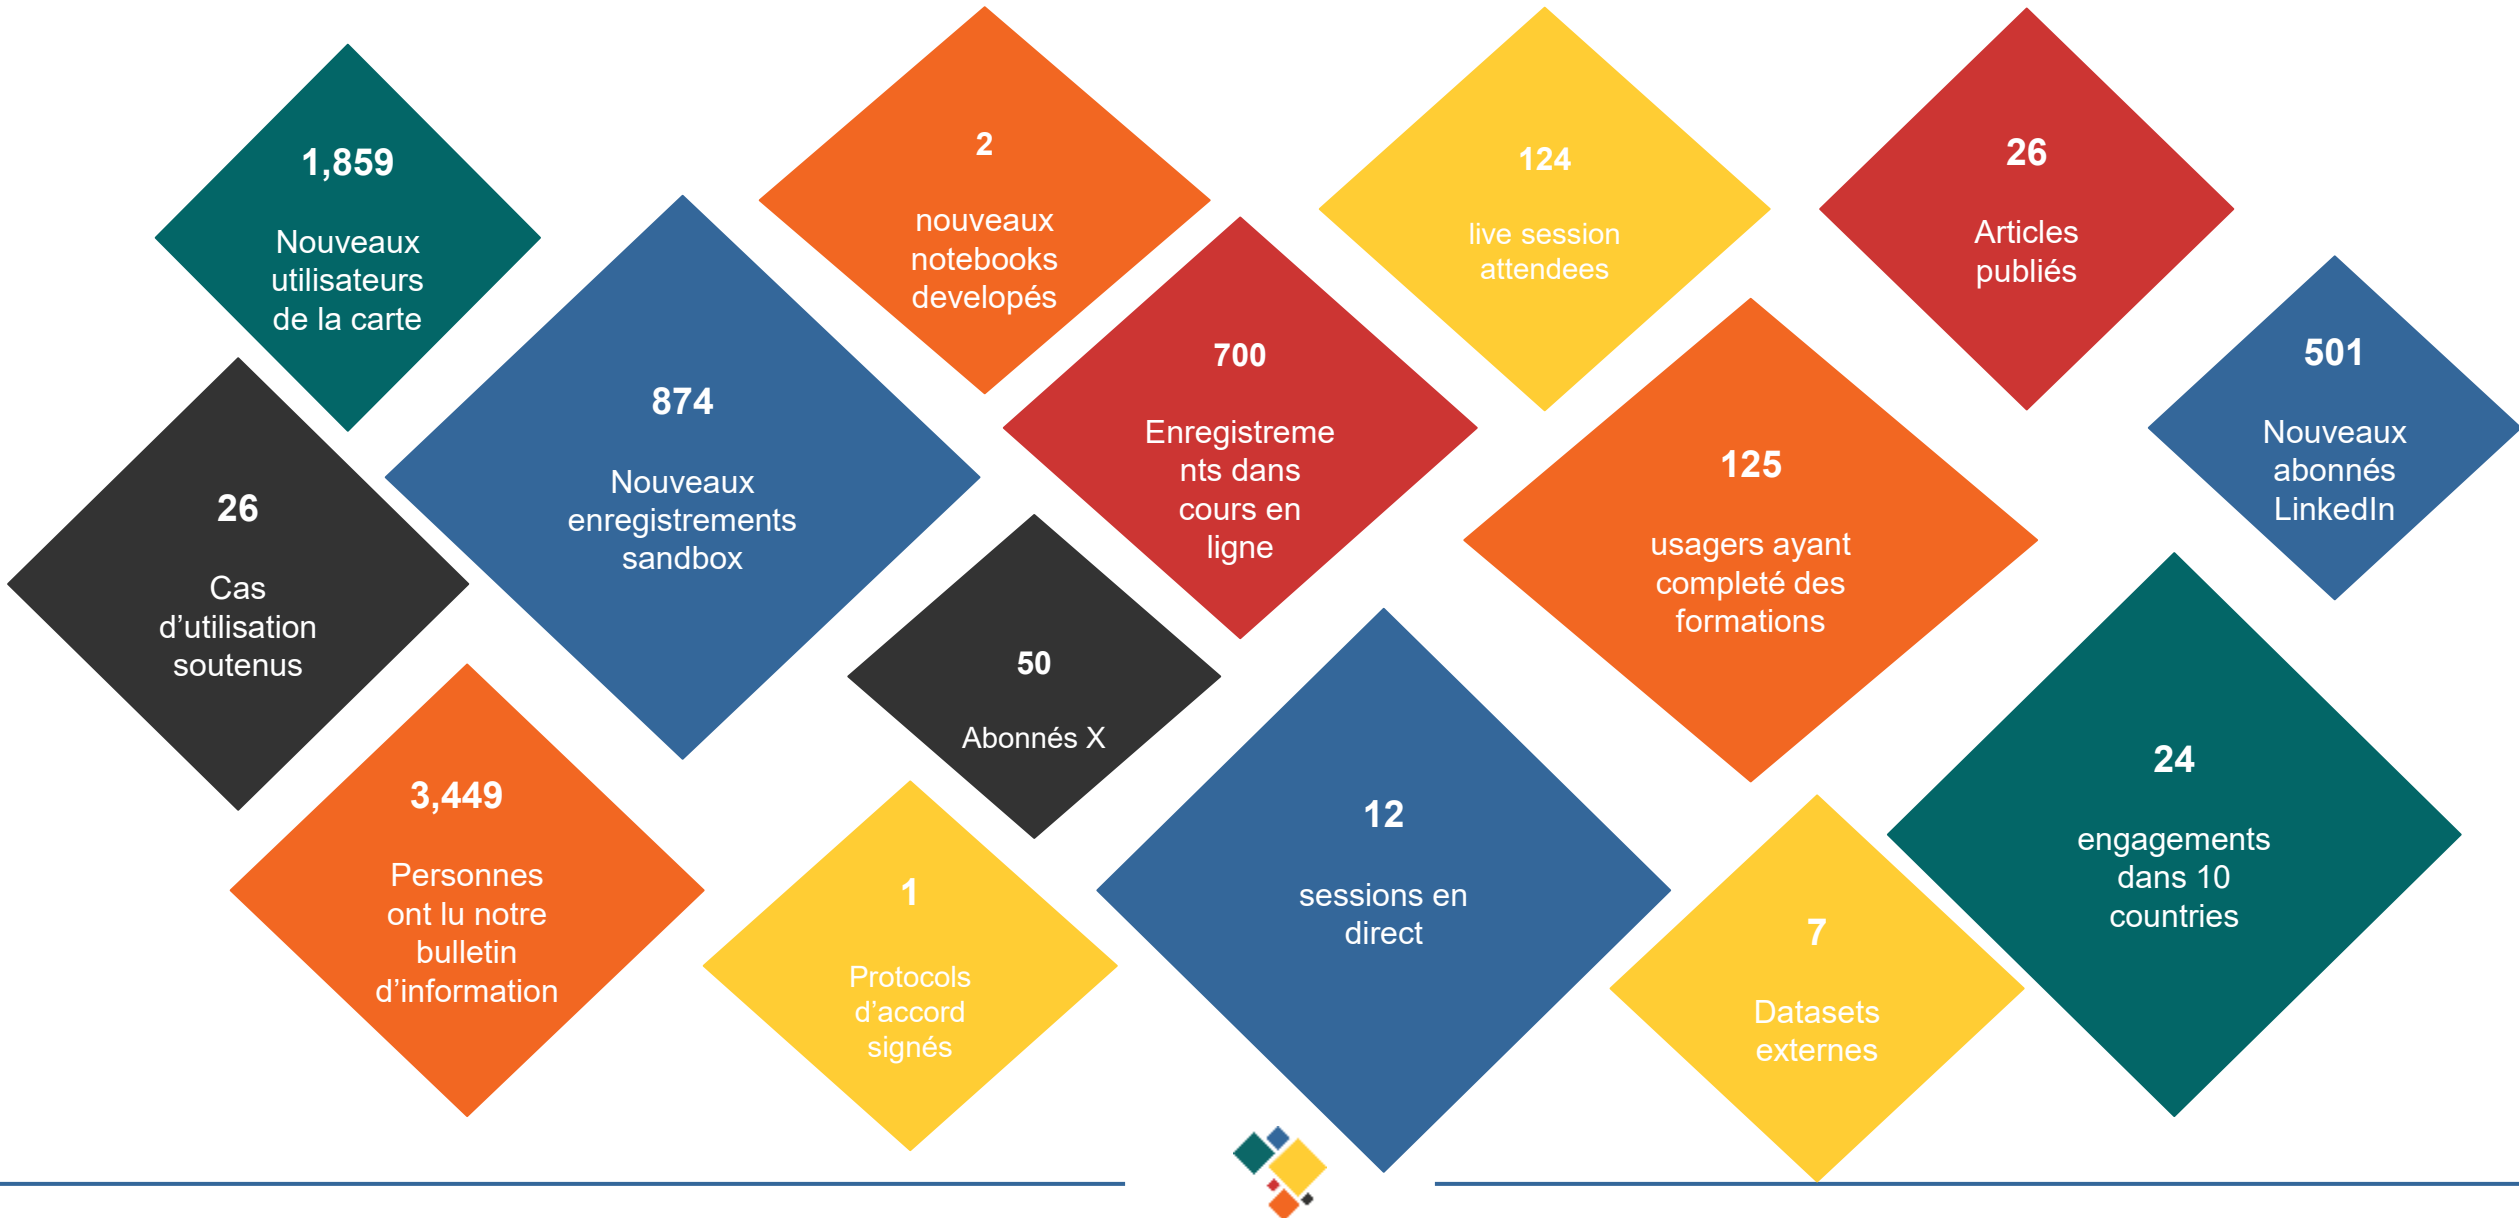 1,859
Nouveaux
utilisateurs
de la carte
2
nouveaux
notebooks
developés
124
live session
attendees
26
Articles
publiés
501
Nouveaux
abonnés
LinkedIn
874
Nouveaux
enregistrements
sandbox
700
Enregistreme
nts dans
cours en
ligne
125
usagers ayant
completé des
formations
26
Cas
d’utilisation
soutenus
50
Abonnés X
24
engagements
dans 10
countries
3,449
Personnes
ont lu notre
bulletin
d’information
1
Protocols
d’accord
signés
12
sessions en
direct
7
Datasets
externes